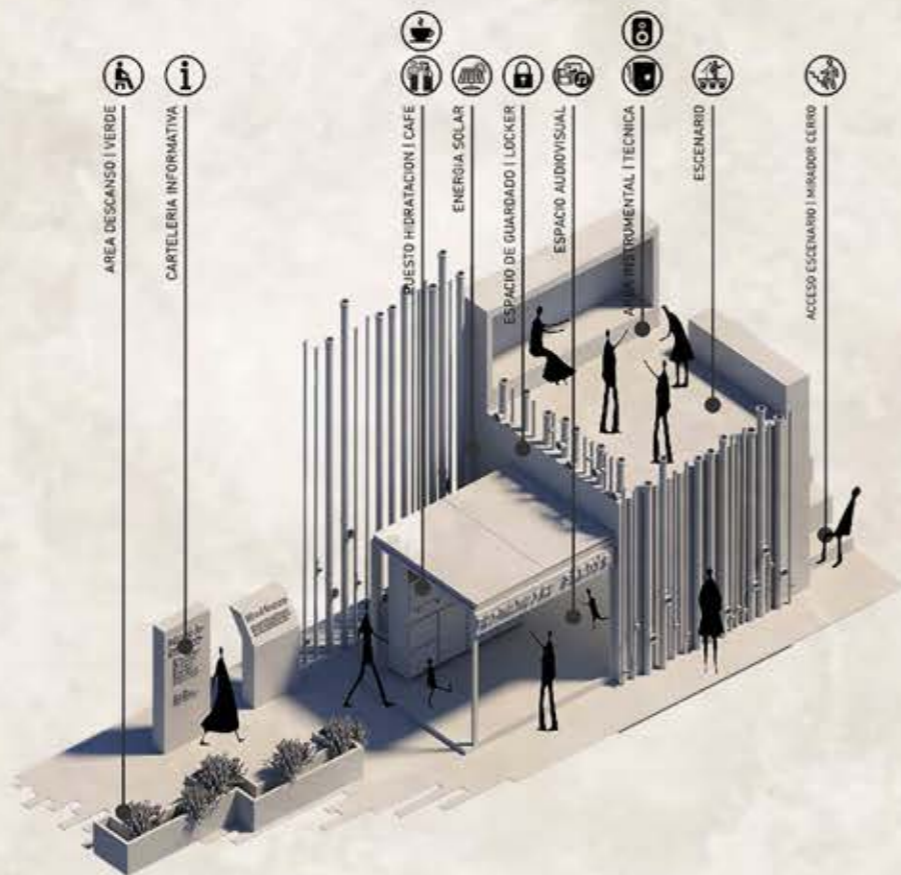 AREA DESCANSO | VERDE
CARTELERIA INFORMATIVA
PUESTO HIDRATACION | CAFE
ENERGIA SOLAR
ESPACIO DE GUARDADO | LOCKER
ESPACIO AUDIOVISUAL
INSTRUMENTAL | TECNICA
ESCENARIO
ACCESO ESCENARIO | MIRADOR CERRO